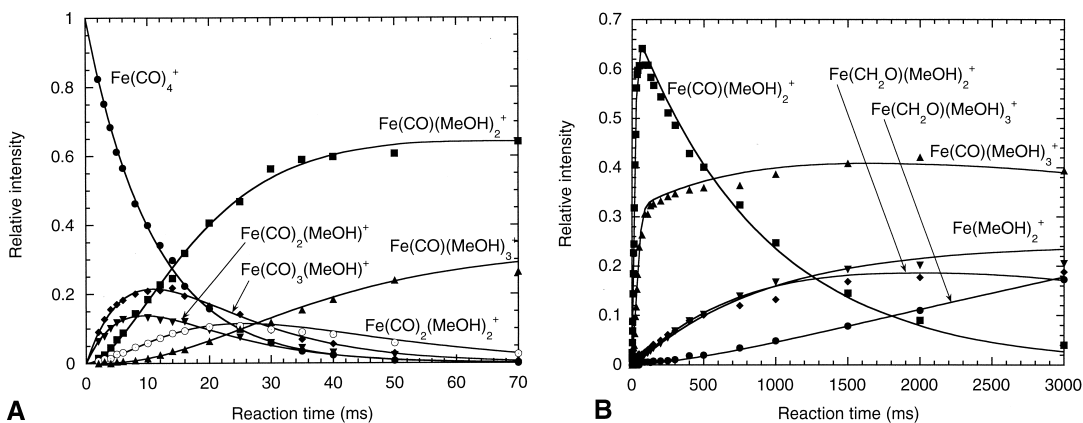 1
0.8
0.6
0.4
0.2
0
Relative intensity
Fe(CO)₄⁺
Fe(CO)(MeOH)₂⁺
Fe(CO)₂(MeOH)⁺
Fe(CO)₃(MeOH)⁺
Fe(CO)(MeOH)₃⁺
Fe(CO)₂(MeOH)₂⁺
0 10 20 30 40 50 60 70
Reaction time (ms)
A
0.7
0.6
0.5
0.4
0.3
0.2
0.1
0
Relative intensity
Fe(CO)(MeOH)₂⁺
Fe(CH₂O)(MeOH)₂⁺
Fe(CH₂O)(MeOH)₃⁺
Fe(CO)(MeOH)₃⁺
Fe(MeOH)₂⁺
0 500 1000 1500 2000 2500 3000
Reaction time (ms)
B